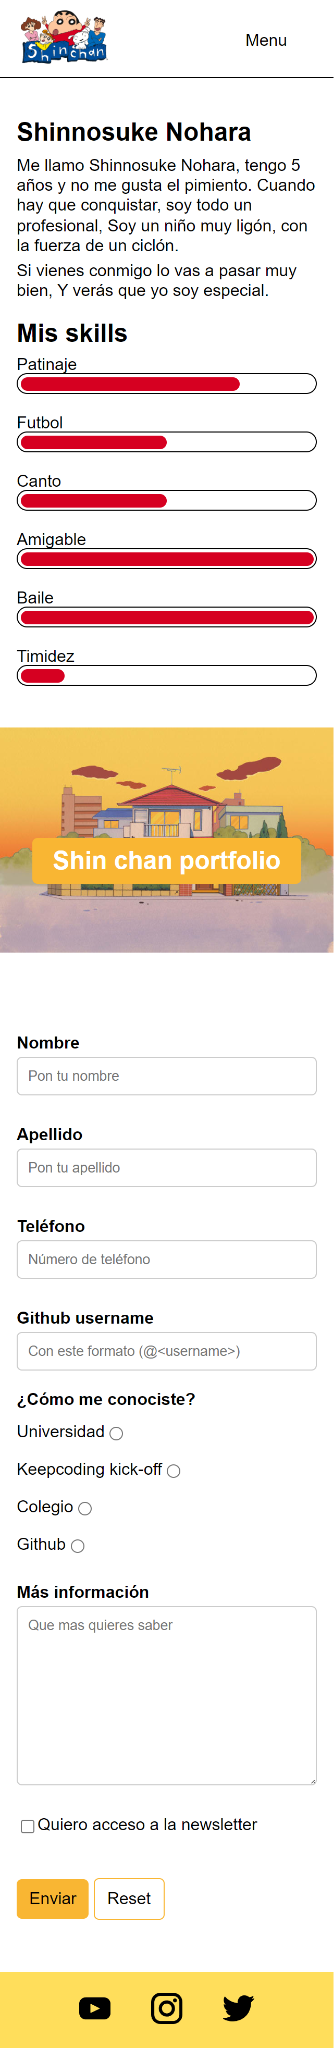 Shinchan
Menu
Shinnosuke Nohara
Me llamo Shinnosuke Nohara, tengo 5
años y no me gusta el pimiento. Cuando
hay que conquistar, soy todo un
profesional, Soy un niño muy ligón, con
la fuerza de un ciclón.
Si vienes conmigo lo vas a pasar muy
bien, Y verás que yo soy especial.
Mis skills
Patinaje
Futbol
Canto
Amigable
Baile
Timidez
Shin chan portfolio
Nombre
Pon tu nombre
Apellido
Pon tu apellido
Teléfono
Número de teléfono
Github username
Con este formato (@<username>)
¿Cómo me conociste?
Universidad
Keepcoding kick-off
Colegio
Github
Más información
Que mas quieres saber
Quiero acceso a la newsletter
Enviar Reset